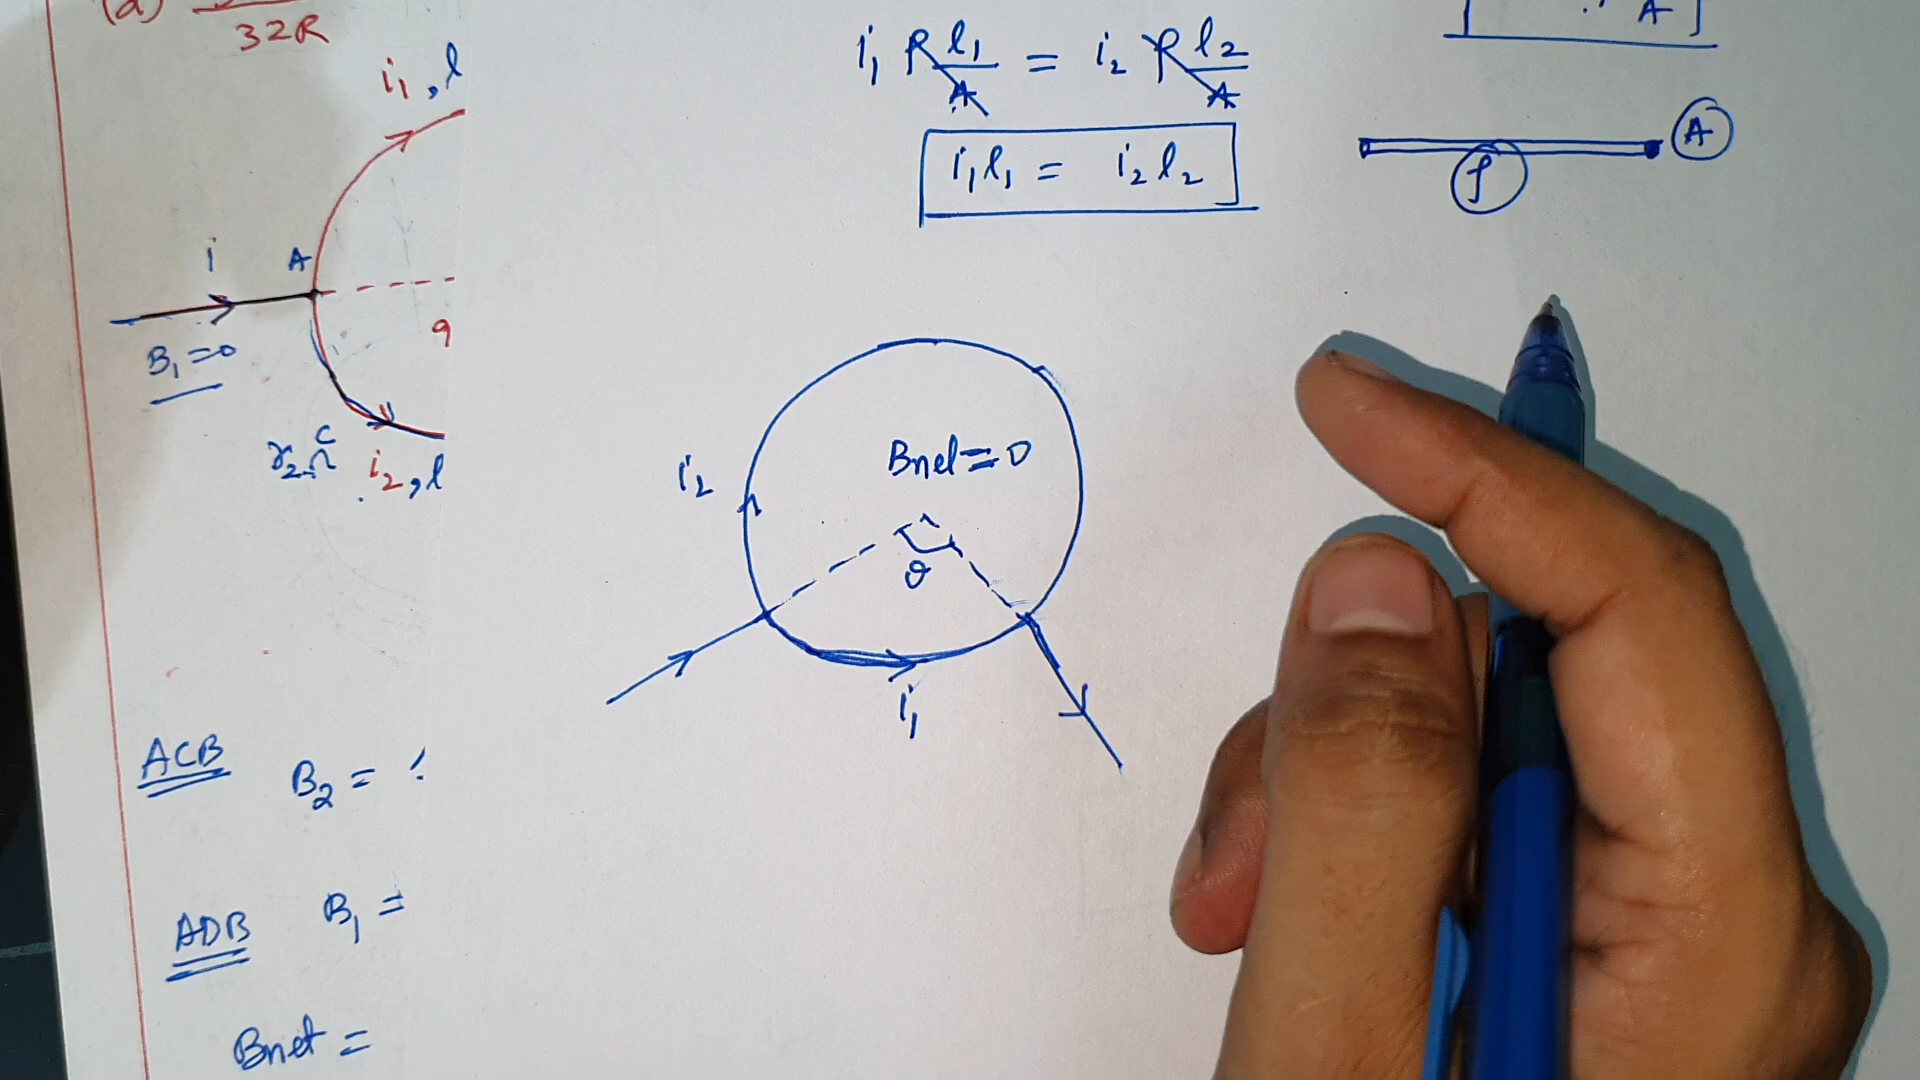 (d)
32R
i₁, l
i
A
B₁ = 0
9
r₂
C
i₂, l
ACB
B₂ = !
ADB B₁ =
Bnet =
i₁ ρ l₁/A = i₂ ρ l₂/A
i₁l₁ = i₂l₂
A
A
ρ
Bnet = 0
i₂
θ
i₁